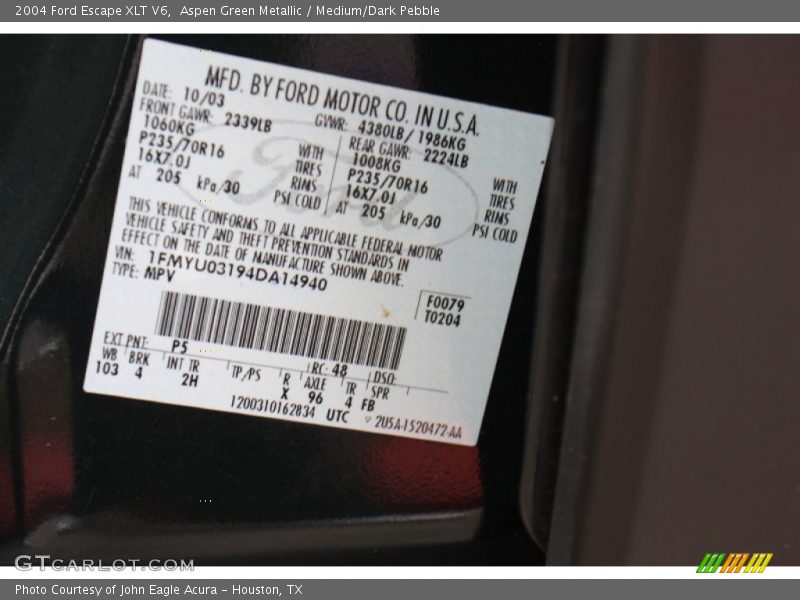 2004 Ford Escape XLT V6, Aspen Green Metallic / Medium/Dark Pebble
MFD. BY FORD MOTOR CO. IN U.S.A.
DATE: 10/03 GVWR: 4380LB/ 1986KG
FRONT GAWR: 2339LB REAR GAWR: 2224LB
1060KG WITH 1008KG WITH
P235/70R16 TIRES P235/70R16 TIRES
16X7.0J RIMS 16X7.0J RIMS
AT 205 kPa/30 PSI COLD AT 205 kPa/30 PSI COLD
THIS VEHICLE CONFORMS TO ALL APPLICABLE FEDERAL MOTOR
VEHICLE SAFETY AND THEFT PREVENTION STANDARDS IN
EFFECT ON THE DATE OF MANUFACTURE SHOWN ABOVE.
VIN: 1FMYU03194DA14940
TYPE: MPV
F0079
T0204
EXT PNT: P5 RC: 48 DSO:
WB BRK INT TR TP/PS R AXLE TR SPR
103 4 2H X 96 4 FB
1200310162834 UTC 2U5A-1520472-AA
Ford
GTCARLOT.COM
Photo Courtesy of John Eagle Acura - Houston, TX